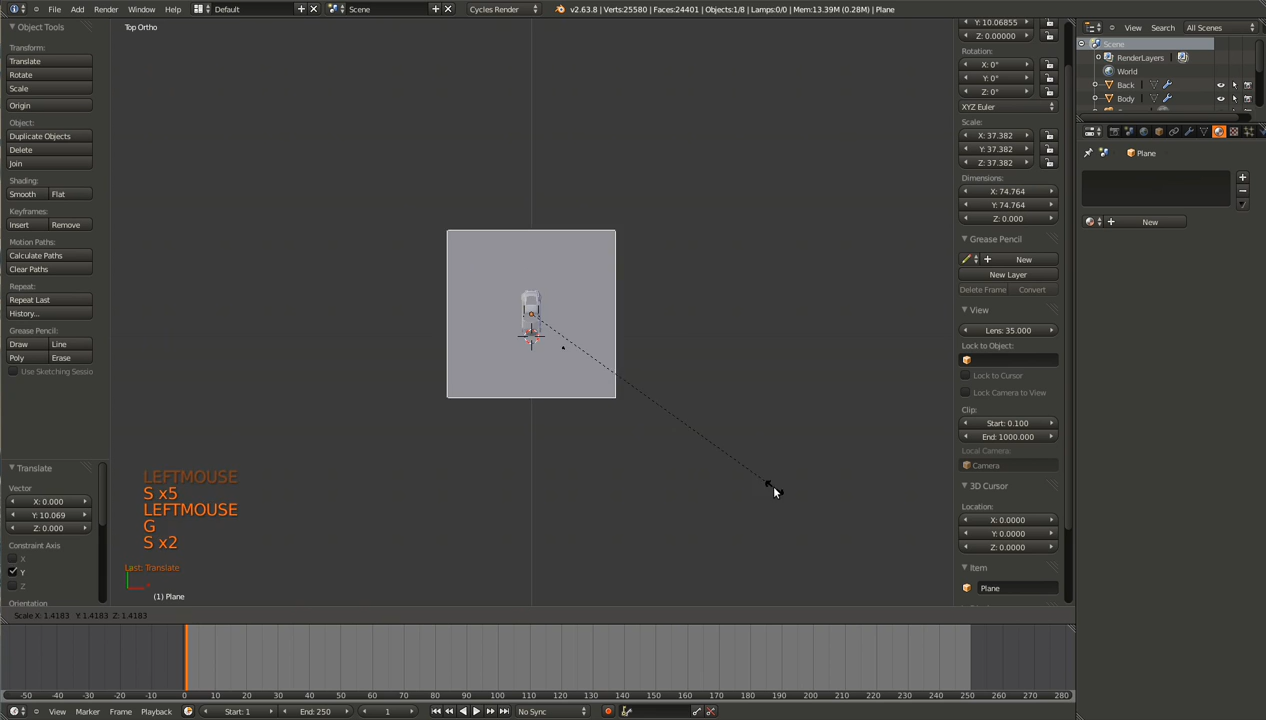 File Add Render Window Help Default Scene Cycles Render v2.63.8 | Verts:25580 | Faces:24401 | Objects:1/8 | Lamps:0/0 | Mem:13.39M (0.28M) | Plane
Object Tools
Transform:
Translate
Rotate
Scale
Origin
Object:
Duplicate Objects
Delete
Join
Shading:
Smooth Flat
Keyframes:
Insert Remove
Motion Paths:
Calculate Paths
Clear Paths
Repeat:
Repeat Last
History...
Grease Pencil:
Draw Line
Poly Erase
Use Sketching Sessio
Translate
Vector
X: 0.000
Y: 10.069
Z: 0.000
Constraint Axis
X
Y
Z
Orientation
Top Ortho
LEFTMOUSE
S x5
LEFTMOUSE
G
S x2
Last: Translate
(1) Plane
Y: 10.06855
Z: 0.00000
Rotation:
X: 0°
Y: 0°
Z: 0°
XYZ Euler
Scale:
X: 37.382
Y: 37.382
Z: 37.382
Dimensions:
X: 74.764
Y: 74.764
Z: 0.000
Grease Pencil
New
New Layer
Delete Frame Convert
View
Lens: 35.000
Lock to Object:
Lock to Cursor
Lock Camera to View
Clip:
Start: 0.100
End: 1000.000
Local Camera:
Camera
3D Cursor
Location:
X: 0.0000
Y: 0.0000
Z: 0.0000
Item
Plane
View Search All Scenes
Scene
RenderLayers
World
Back
Body
Plane
New
Scale X: 1.4183 Y: 1.4183 Z: 1.4183
-50 -40 -30 -20 -10 0 10 20 30 40 50 60 70 80 90 100 110 120 130 140 150 160 170 180 190 200 210 220 230 240 250 260 270 280
View Marker Frame Playback Start: 1 End: 250 1 No Sync